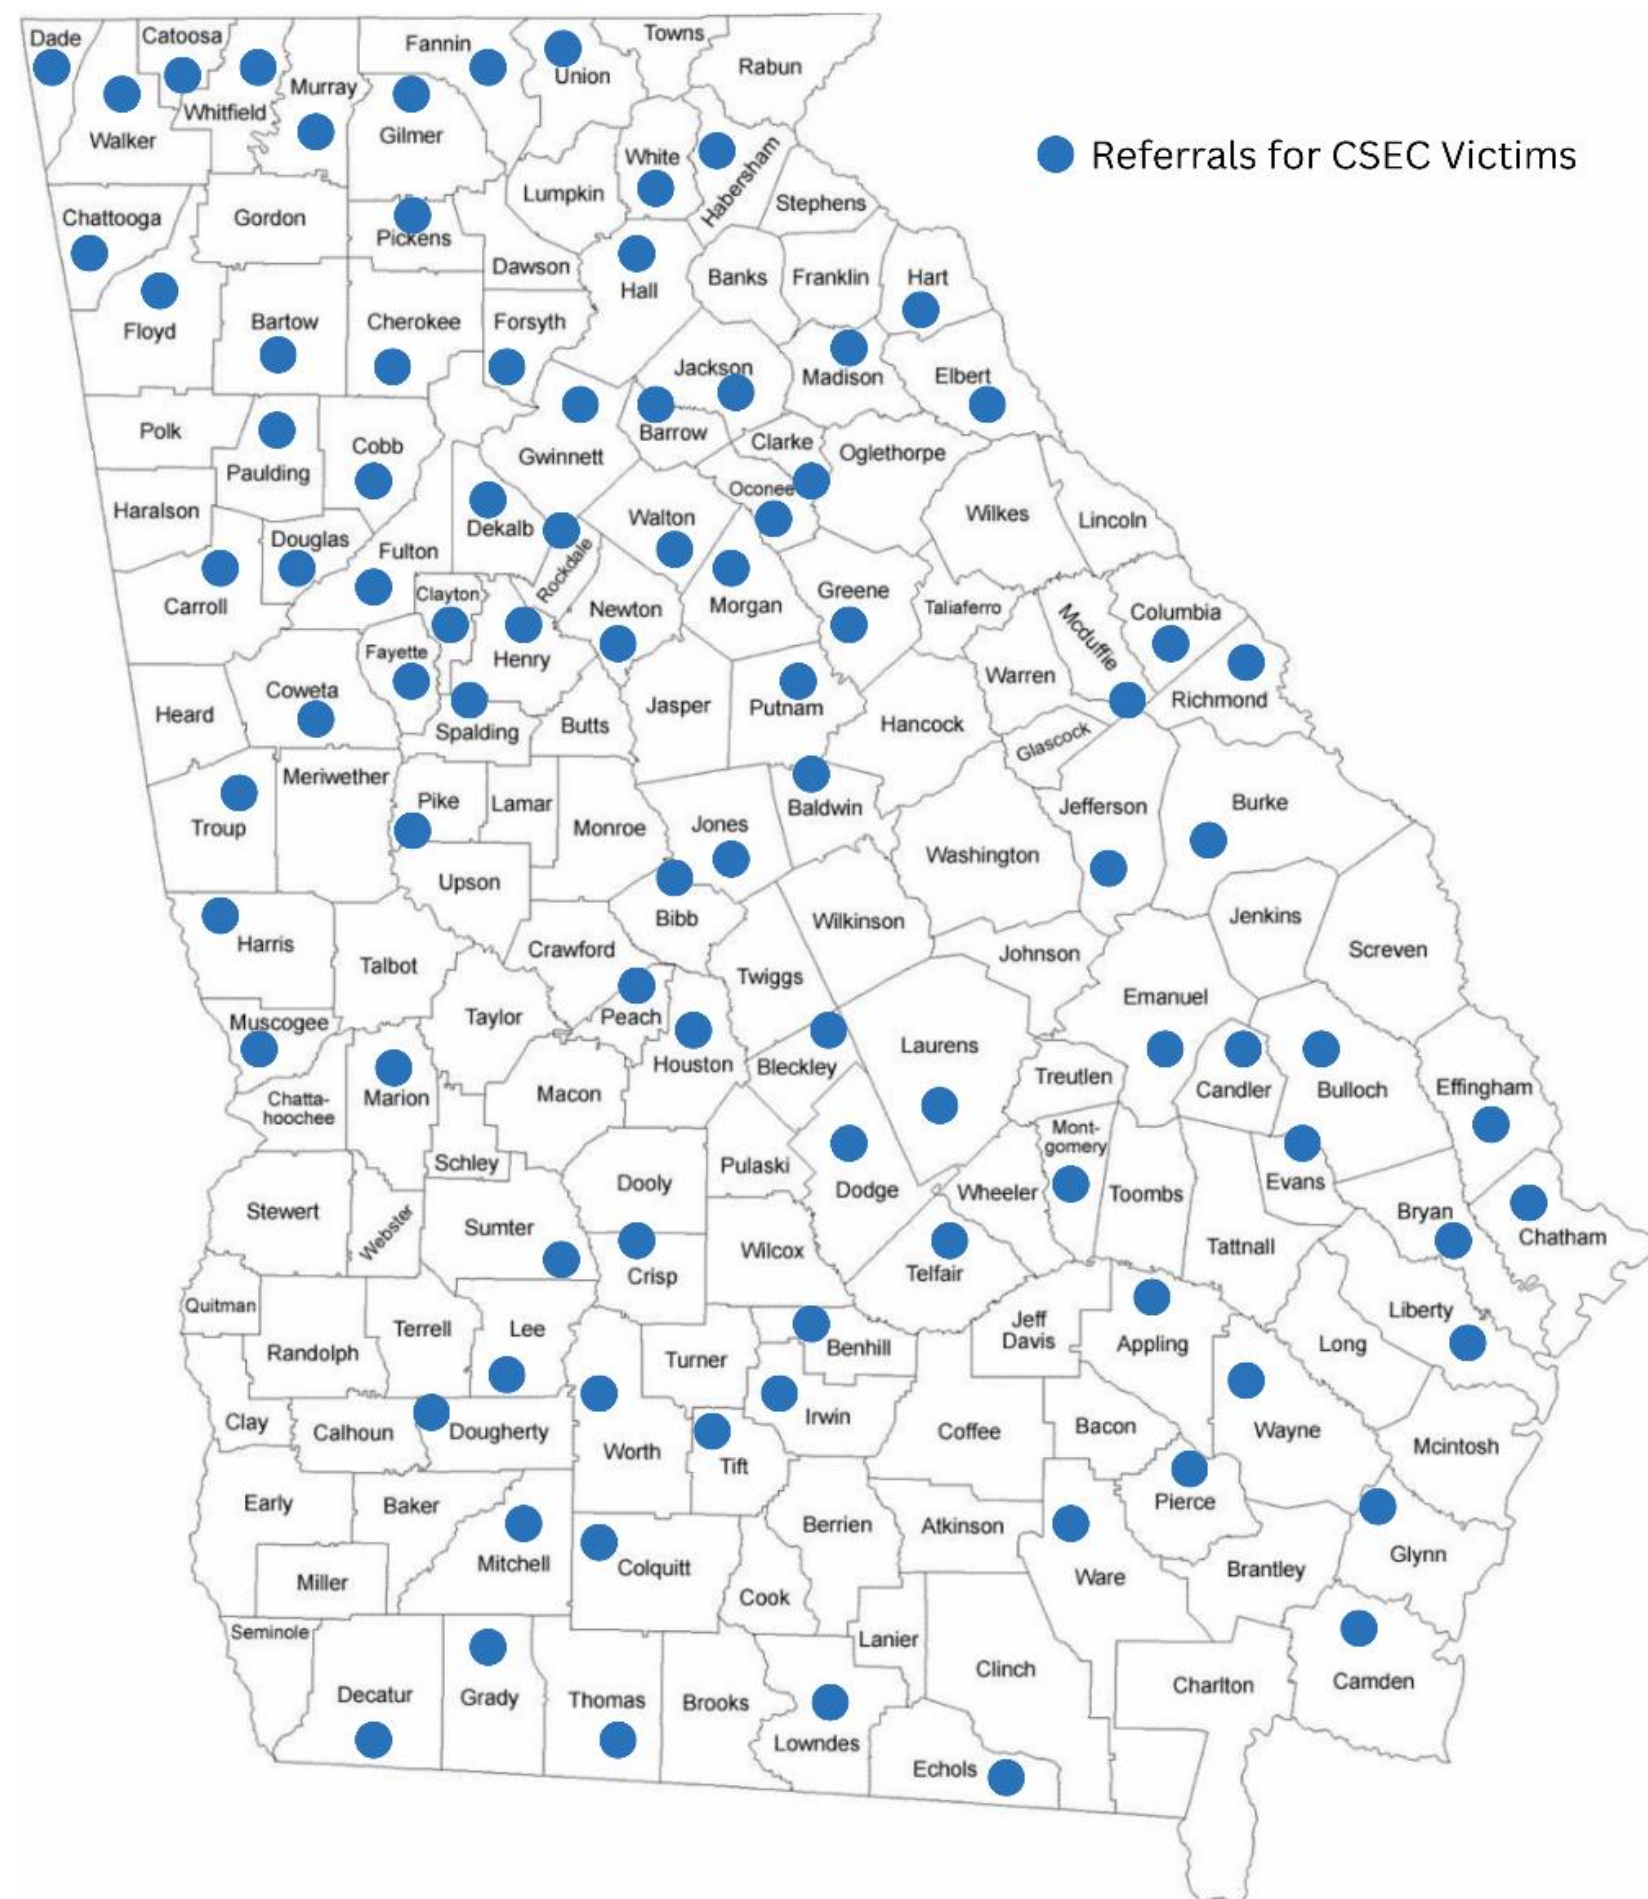 Dade
Catoosa
Fannin
Towns
Union
Rabun
Murray
Whitfield
Walker
Gilmer
Referrals for CSEC Victims
White
Habersham
Lumpkin
Stephens
Chattooga
Gordon
Pickens
Dawson
Banks
Franklin
Hart
Hall
Floyd
Bartow
Cherokee
Forsyth
Jackson
Madison
Elbert
Polk
Paulding
Cobb
Gwinnett
Barrow
Clarke
Oglethorpe
Oconee
Haralson
Douglas
Fulton
Dekalb
Rockdale
Walton
Wilkes
Lincoln
Carroll
Clayton
Newton
Morgan
Greene
Taliaferro
Mcduffie
Columbia
Fayette
Henry
Warren
Richmond
Heard
Coweta
Spalding
Butts
Jasper
Putnam
Hancock
Glascock
Troup
Meriwether
Pike
Lamar
Monroe
Jones
Baldwin
Washington
Jefferson
Burke
Upson
Harris
Talbot
Crawford
Bibb
Wilkinson
Jenkins
Screven
Twiggs
Johnson
Emanuel
Muscogee
Taylor
Peach
Houston
Bleckley
Laurens
Treutlen
Candler
Bulloch
Effingham
Chatta-
hoochee
Marion
Macon
Schley
Dooly
Pulaski
Dodge
Wheeler
Mont-
gomery
Toombs
Evans
Stewert
Webster
Sumter
Crisp
Wilcox
Telfair
Tattnall
Bryan
Chatham
Quitman
Randolph
Terrell
Lee
Turner
Benhill
Jeff
Davis
Appling
Long
Liberty
Clay
Calhoun
Dougherty
Worth
Tift
Irwin
Coffee
Bacon
Wayne
Mcintosh
Early
Baker
Mitchell
Colquitt
Berrien
Atkinson
Pierce
Ware
Brantley
Glynn
Miller
Cook
Seminole
Lanier
Clinch
Charlton
Camden
Decatur
Grady
Thomas
Brooks
Lowndes
Echols